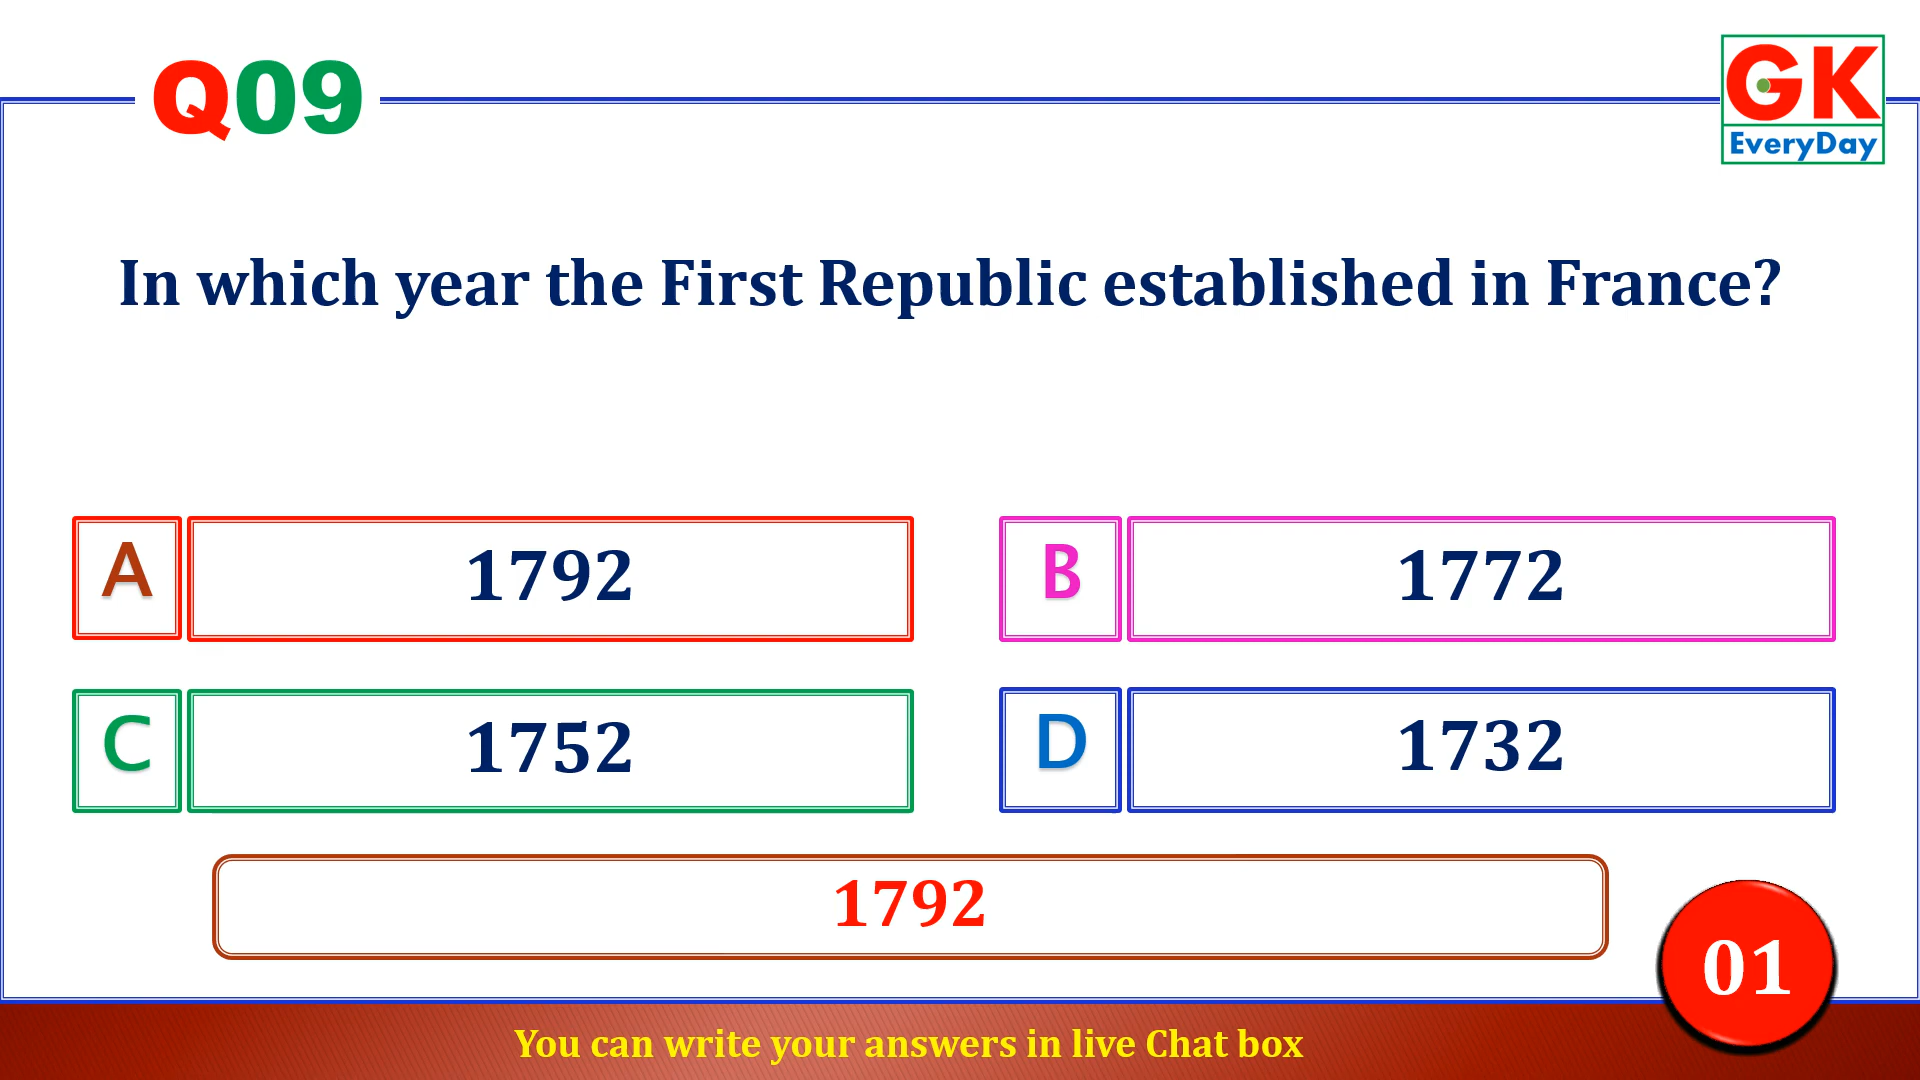 Q09
GK
EveryDay
In which year the First Republic established in France?
A 1792
B 1772
C 1752
D 1732
1792
01
You can write your answers in live Chat box